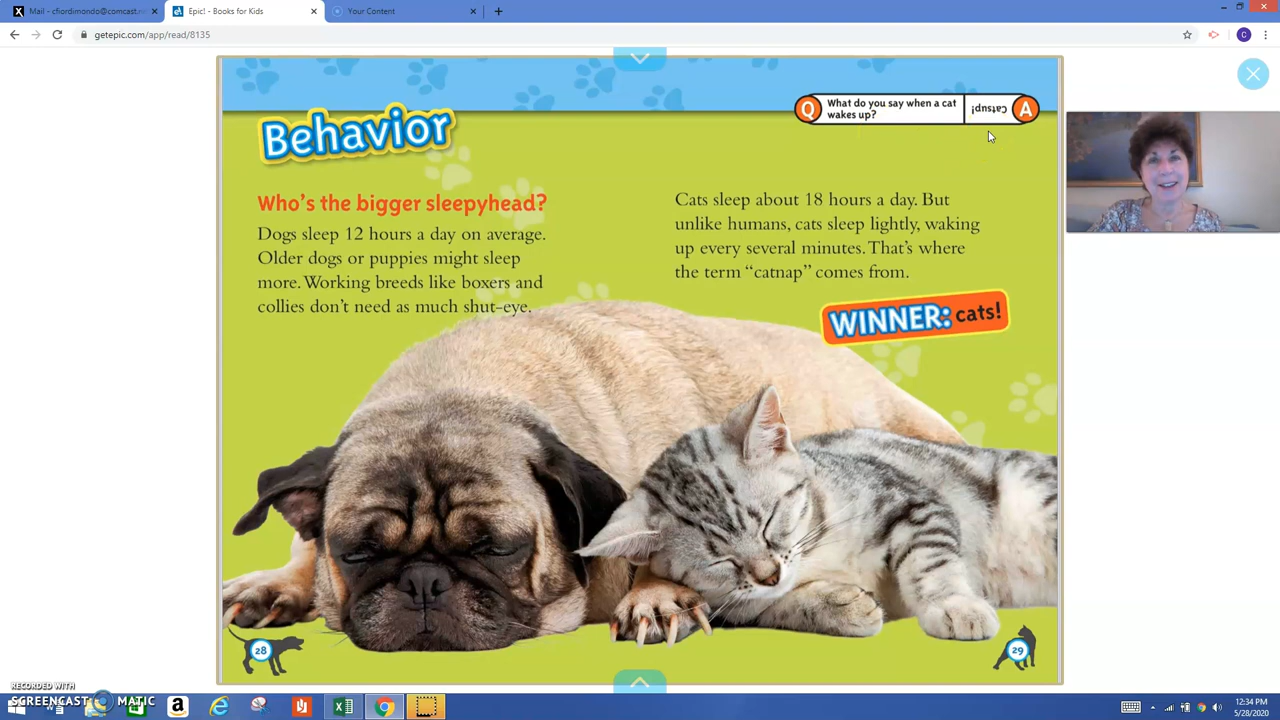 Mail - cfiordimondo@comcast.n
Epic! - Books for Kids
Your Content
getepic.com/app/read/8135
C
Behavior
Q
What do you say when a cat
wakes up?
Catsup!
A
Who's the bigger sleepyhead?
Dogs sleep 12 hours a day on average.
Older dogs or puppies might sleep
more. Working breeds like boxers and
collies don't need as much shut-eye.
Cats sleep about 18 hours a day. But
unlike humans, cats sleep lightly, waking
up every several minutes. That's where
the term "catnap" comes from.
WINNER: cats!
28
29
RECORDED WITH
SCREENCAST MATIC
12:34 PM
5/28/2020